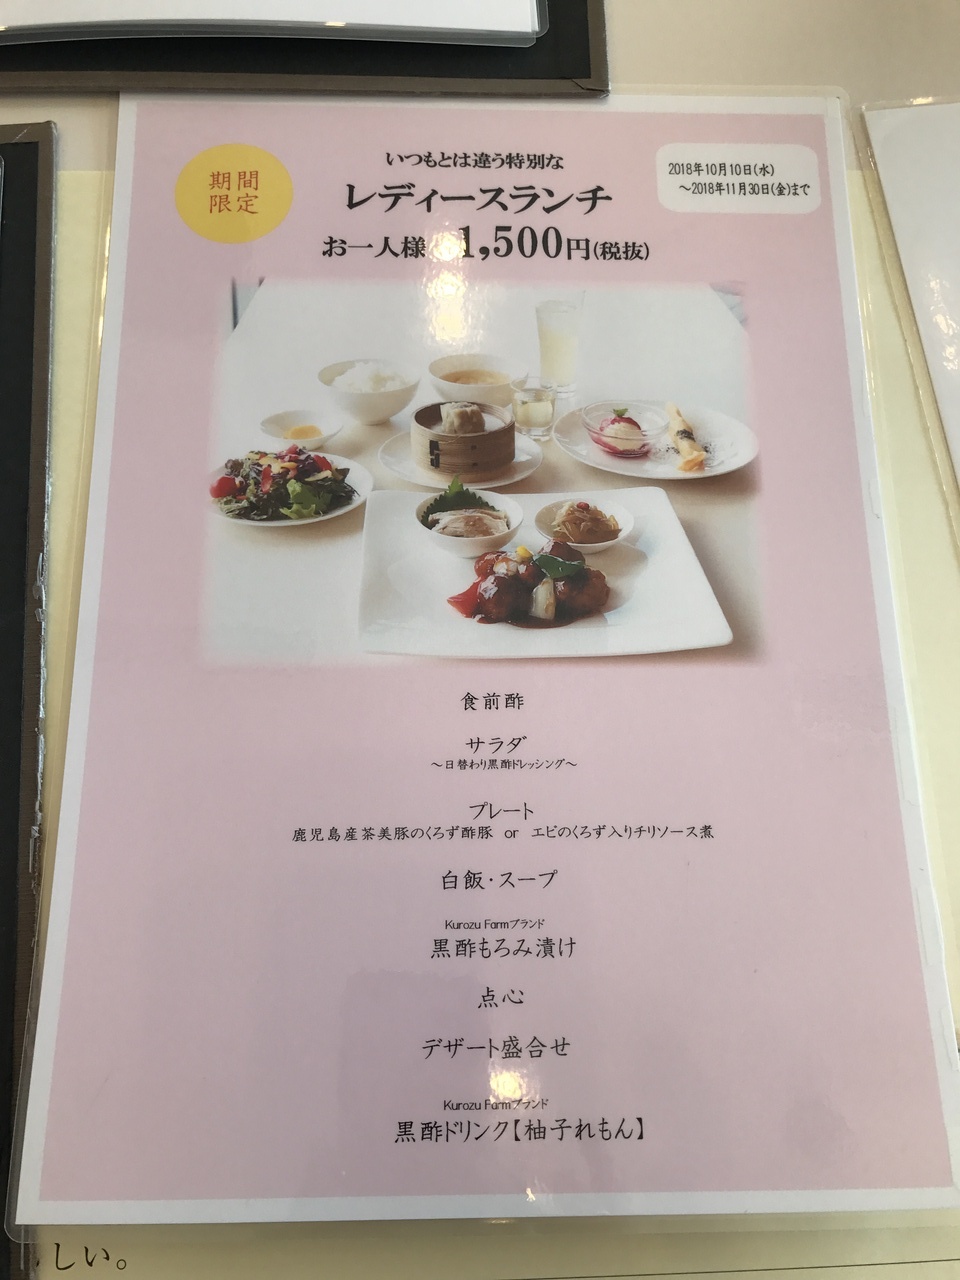 期間
限定
いつもとは違う特別な
レディースランチ
お一人様 1,500円(税抜)
2018年10月10日(水)
～2018年11月30日(金)まで
食前酢
サラダ
～日替わり黒酢ドレッシング～
プレート
鹿児島産茶美豚のくろず酢豚 or エビのくろず入りチリソース煮
白飯・スープ
Kurozu Farmブランド
黒酢もろみ漬け
点心
デザート盛合せ
Kurozu Farmブランド
黒酢ドリンク【柚子れもん】
しい。